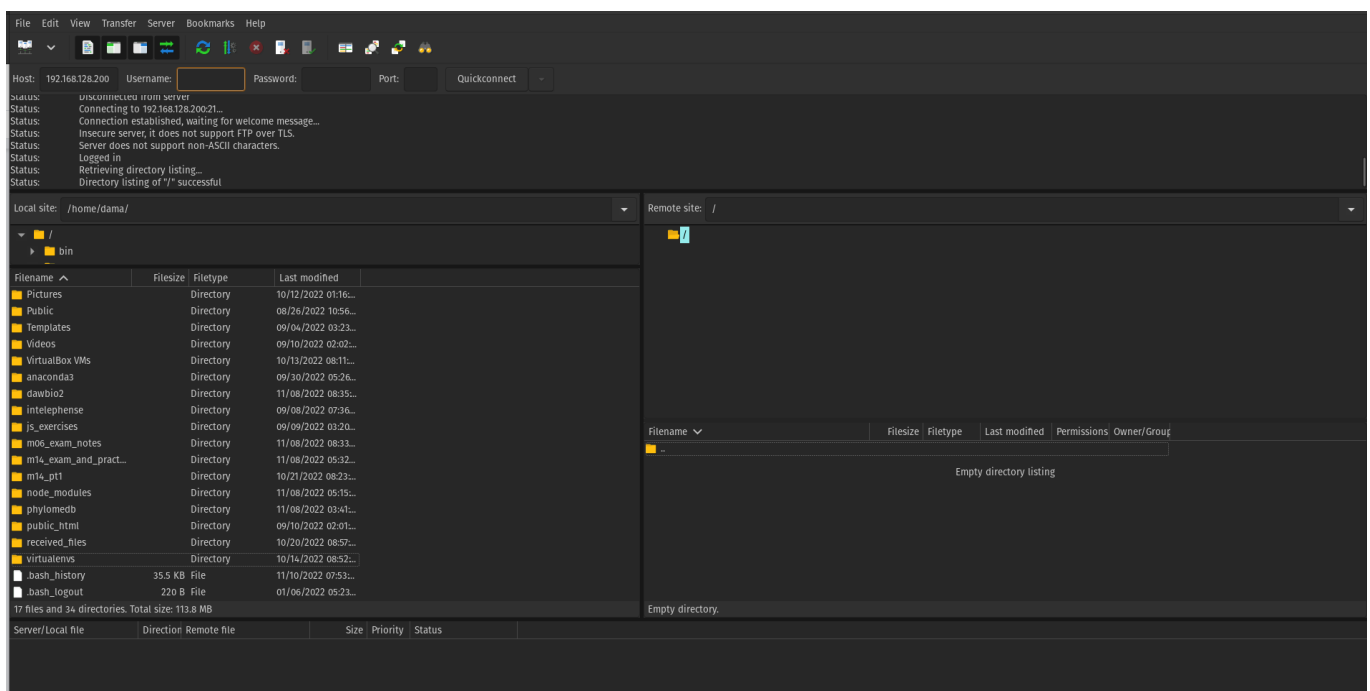 File Edit View Transfer Server Bookmarks Help
Host: 192.168.128.200 Username: Password: Port: Quickconnect
Status: Disconnected from server
Status: Connecting to 192.168.128.200:21...
Status: Connection established, waiting for welcome message...
Status: Insecure server, it does not support FTP over TLS.
Status: Server does not support non-ASCII characters.
Status: Logged in
Status: Retrieving directory listing...
Status: Directory listing of "/" successful
Local site: /home/dama/
/
bin
Filename Filesize Filetype Last modified
Pictures Directory 10/12/2022 01:16:...
Public Directory 08/26/2022 10:56...
Templates Directory 09/04/2022 03:23...
Videos Directory 09/10/2022 02:02:...
VirtualBox VMs Directory 10/13/2022 08:11:...
anaconda3 Directory 09/30/2022 05:26...
dawbio2 Directory 11/08/2022 08:35:...
intelephense Directory 09/08/2022 07:36...
js_exercises Directory 09/09/2022 03:20...
m06_exam_notes Directory 11/08/2022 08:33...
m14_exam_and_pract... Directory 11/08/2022 05:32...
m14_pt1 Directory 10/21/2022 08:23:...
node_modules Directory 11/08/2022 05:15:...
phylomedb Directory 11/08/2022 03:41:...
public_html Directory 09/10/2022 02:01:...
received_files Directory 10/20/2022 08:57:...
virtualenvs Directory 10/14/2022 08:52:...
.bash_history 35.5 KB File 11/10/2022 07:53:...
.bash_logout 220 B File 01/06/2022 05:23...
17 files and 34 directories. Total size: 113.8 MB
Remote site: /
/
Filename Filesize Filetype Last modified Permissions Owner/Group
..
Empty directory listing
Empty directory.
Server/Local file Direction Remote file Size Priority Status